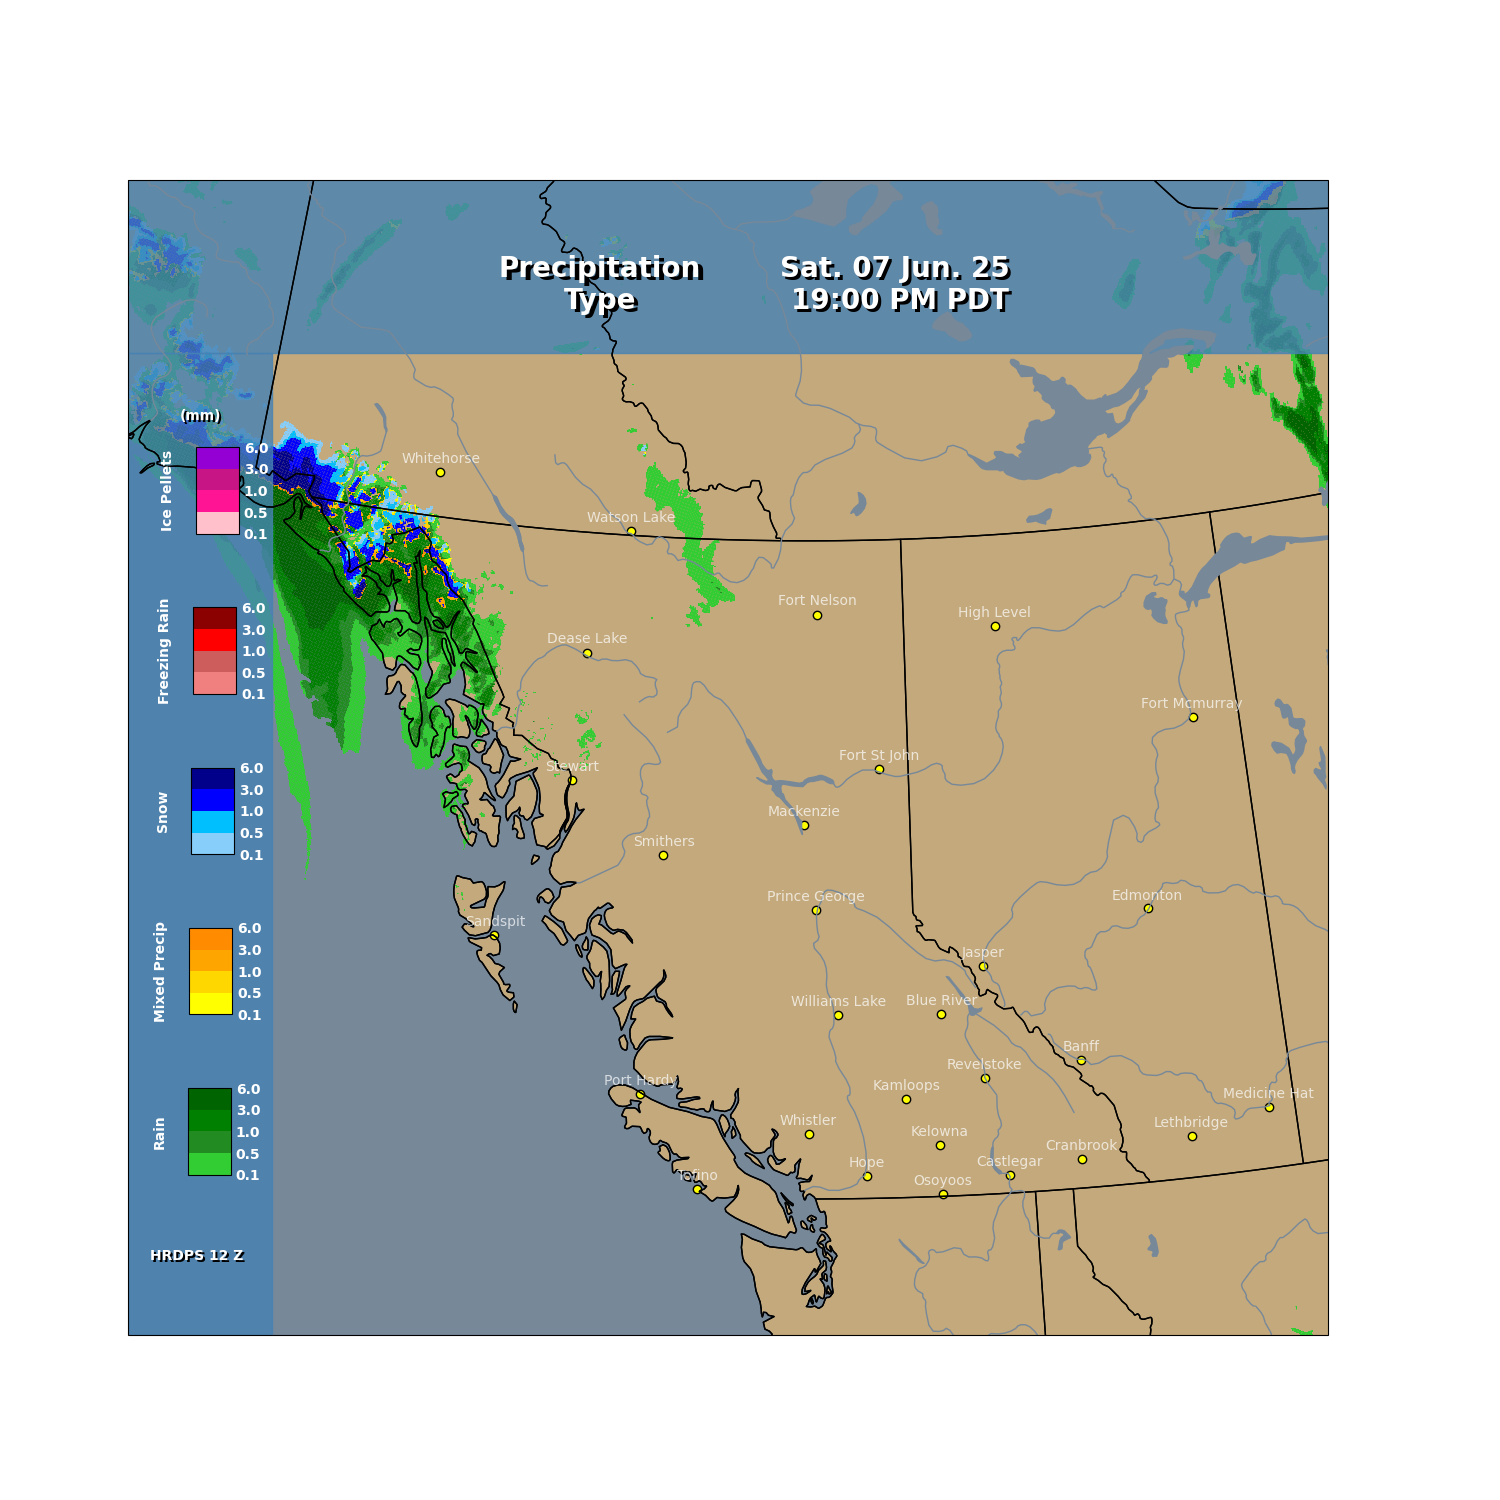 Precipitation
Type
Sat. 07 Jun. 25
19:00 PM PDT
(mm)
Ice Pellets
6.0
3.0
1.0
0.5
0.1
Freezing Rain
6.0
3.0
1.0
0.5
0.1
Snow
6.0
3.0
1.0
0.5
0.1
Mixed Precip
6.0
3.0
1.0
0.5
0.1
Rain
6.0
3.0
1.0
0.5
0.1
HRDPS 12 Z
Whitehorse
Watson Lake
Fort Nelson
High Level
Dease Lake
Fort Mcmurray
Fort St John
Stewart
Mackenzie
Smithers
Prince George
Edmonton
Sandspit
Jasper
Williams Lake
Blue River
Banff
Revelstoke
Port Hardy
Kamloops
Medicine Hat
Whistler
Lethbridge
Kelowna
Cranbrook
Hope
Castlegar
Tofino
Osoyoos